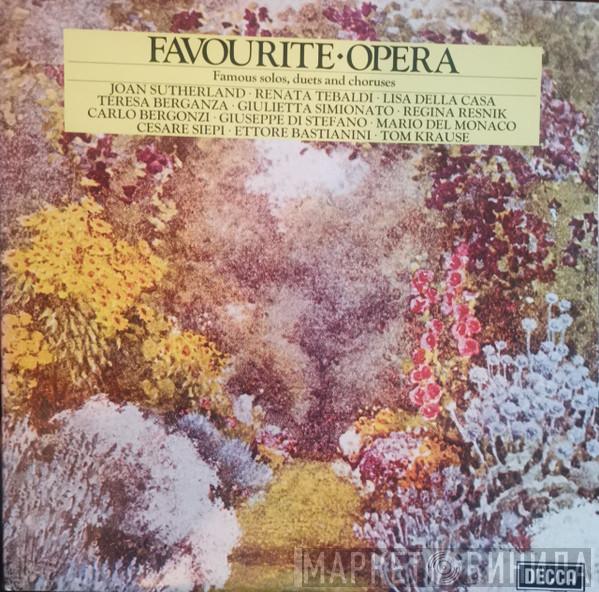 FAVOURITE·OPERA
Famous solos, duets and choruses
JOAN SUTHERLAND · RENATA TEBALDI · LISA DELLA CASA
TERESA BERGANZA · GIULIETTA SIMIONATO · REGINA RESNIK
CARLO BERGONZI · GIUSEPPE DI STEFANO · MARIO DEL MONACO
CESARE SIEPI · ETTORE BASTIANINI · TOM KRAUSE
МАРКЕТ ВИНИЛА
DECCA